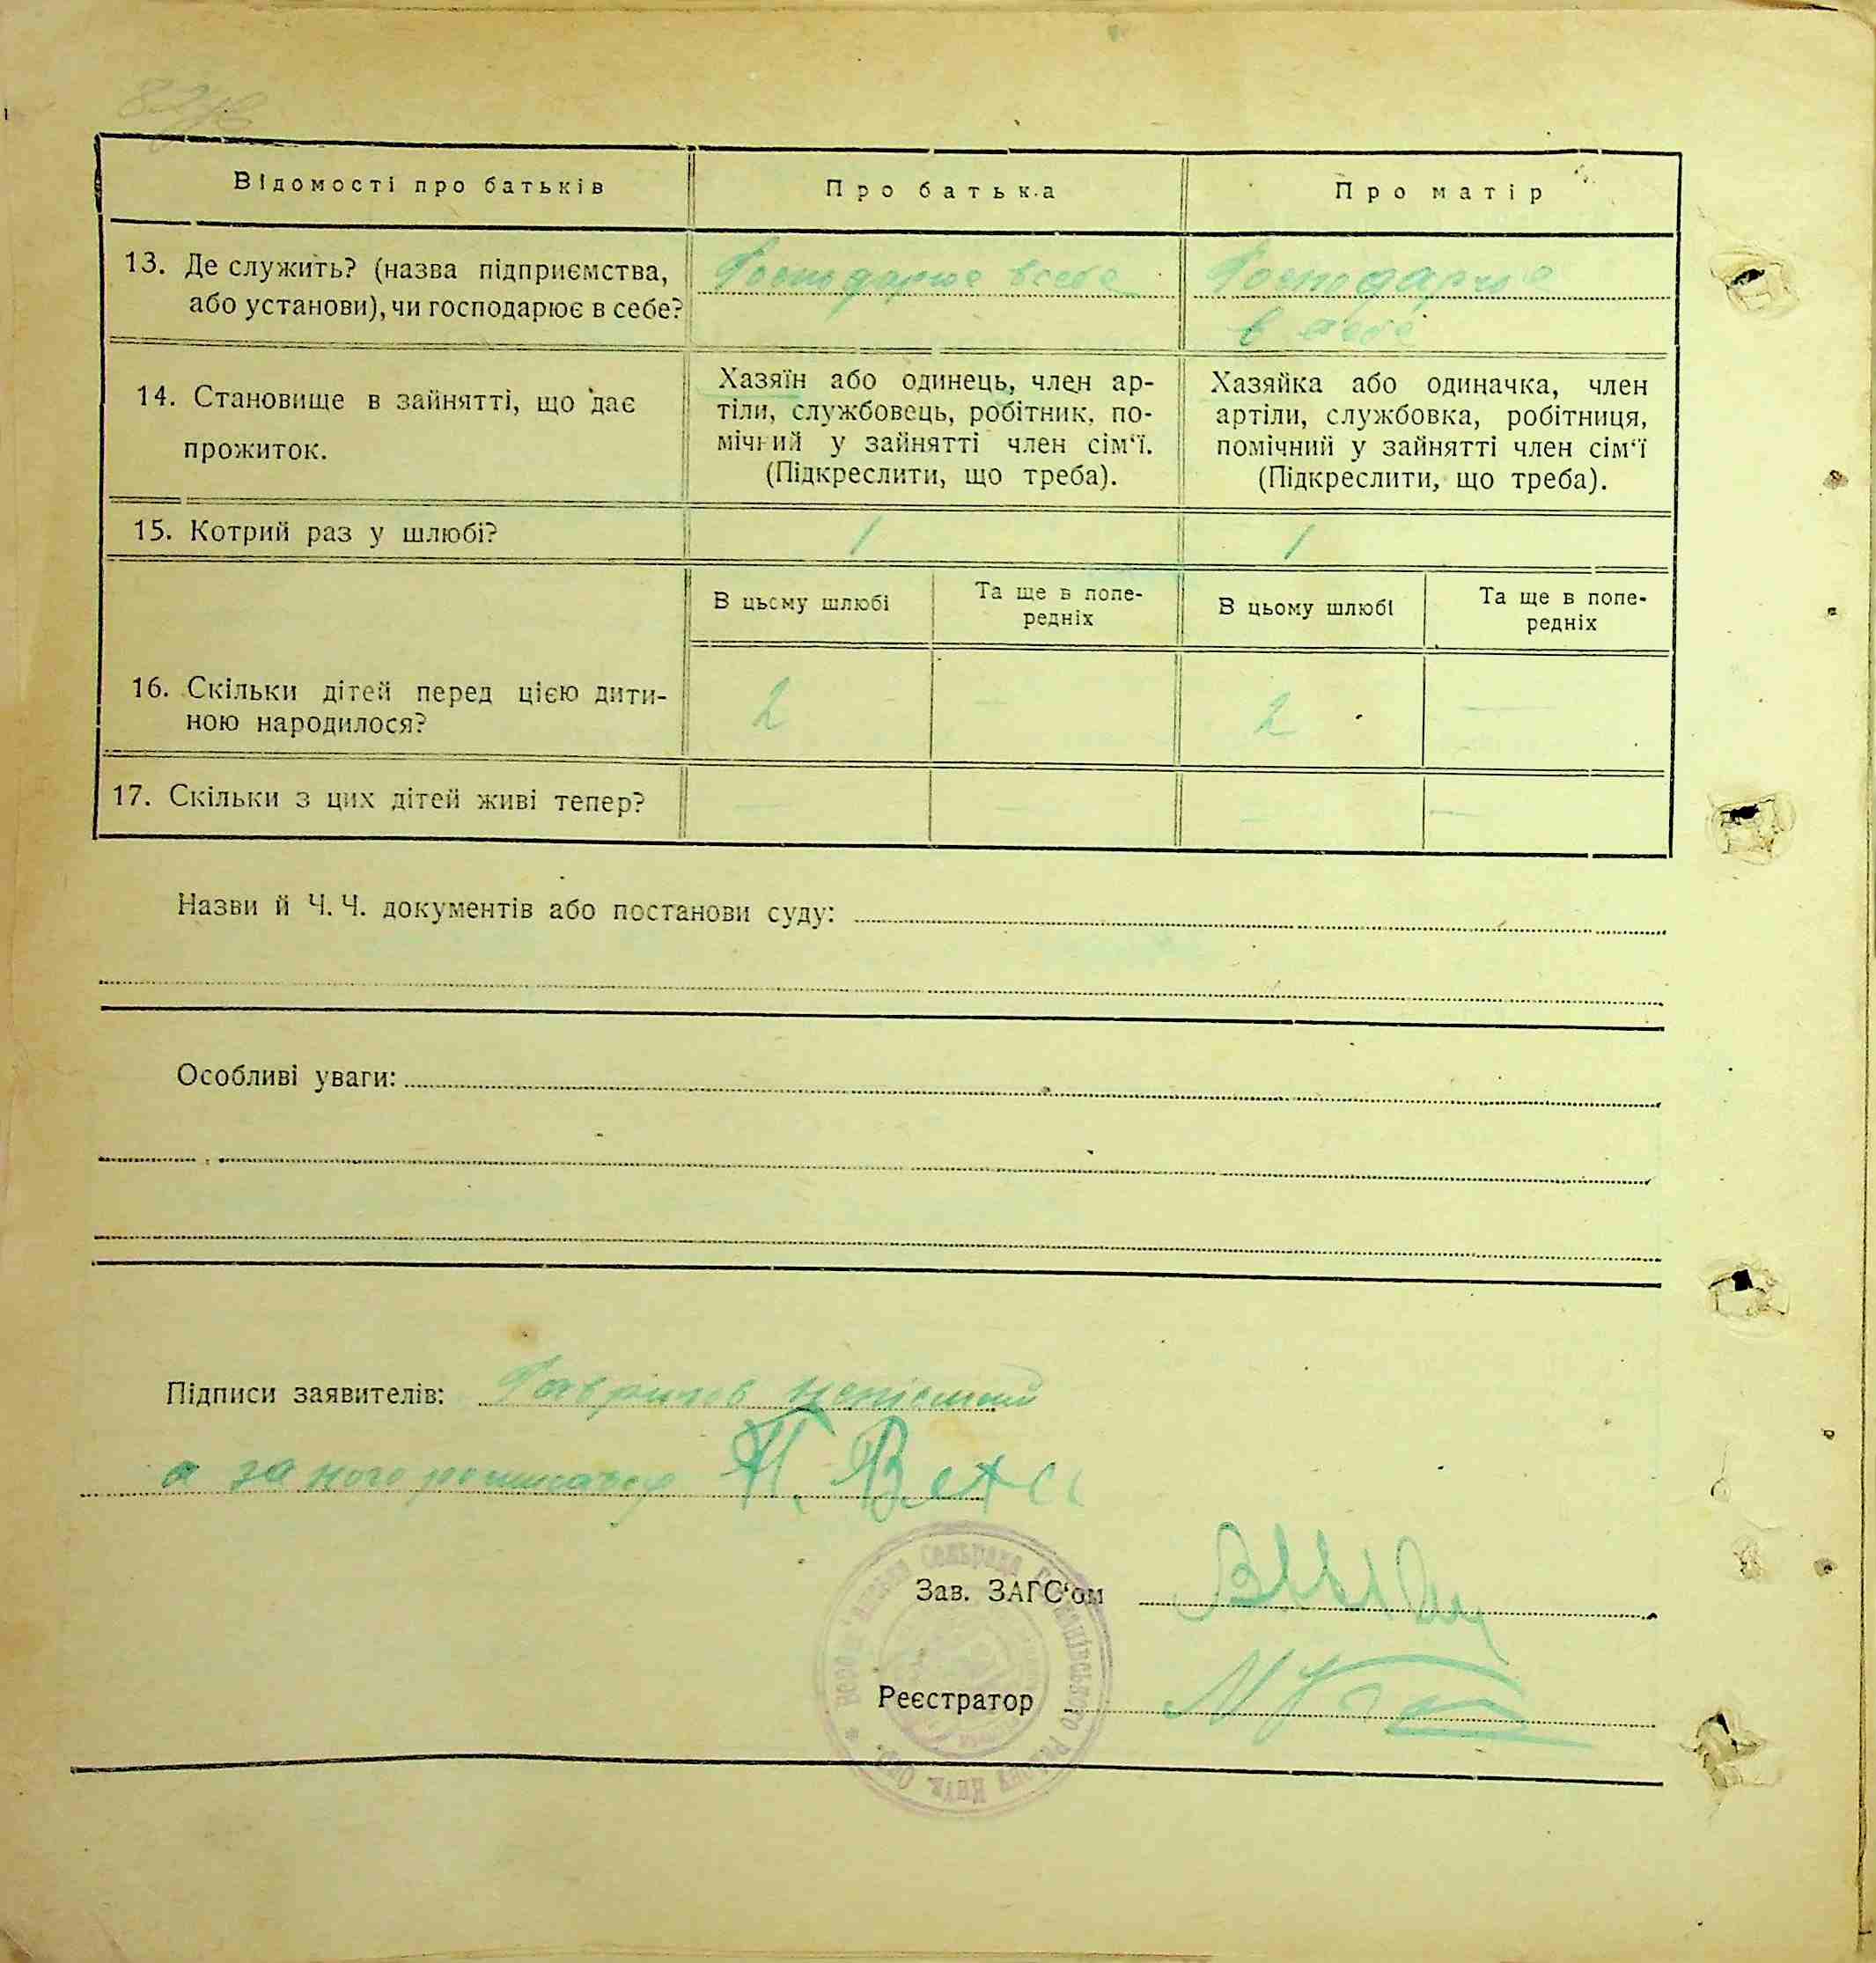 Відомості про батьків
Про батька
Про матір
13. Де служить? (назва підприємства,
або установи), чи господарює в себе?
Господарює в себе
Господарює
в себе
14. Становище в зайнятті, що дає
прожиток.
Хазяїн або одинець, член ар-
тіли, службовець, робітник, по-
мічний у зайнятті член сім‘ї.
(Підкреслити, що треба).
Хазяйка або одиначка, член
артіли, службовка, робітниця,
помічний у зайнятті член сім‘ї
(Підкреслити, що треба).
15. Котрий раз у шлюбі?
1
1
В цьому шлюбі
Та ще в попе-
редніх
В цьому шлюбі
Та ще в попе-
редніх
16. Скільки дітей перед цією дити-
ною народилося?
2
—
2
—
17. Скільки з цих дітей живі тепер?
—
—
—
—
Назви й Ч. Ч. документів або постанови суду:
Особливі уваги:
Підписи заявителів:
а за його
Зав. ЗАГС‘ом
Реєстратор
Сельрада